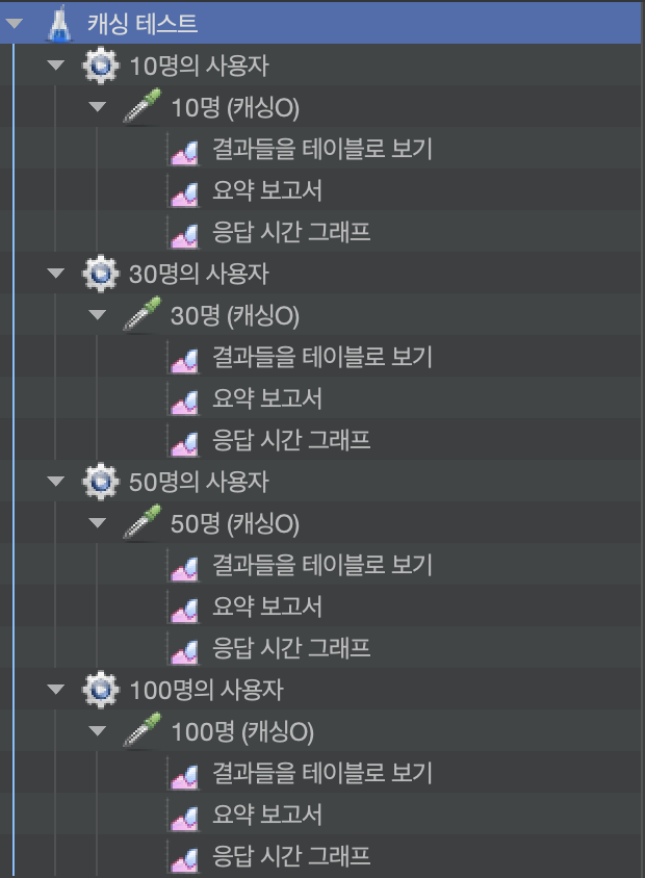 캐싱 테스트
10명의 사용자
10명 (캐싱O)
결과들을 테이블로 보기
요약 보고서
응답 시간 그래프
30명의 사용자
30명 (캐싱O)
결과들을 테이블로 보기
요약 보고서
응답 시간 그래프
50명의 사용자
50명 (캐싱O)
결과들을 테이블로 보기
요약 보고서
응답 시간 그래프
100명의 사용자
100명 (캐싱O)
결과들을 테이블로 보기
요약 보고서
응답 시간 그래프